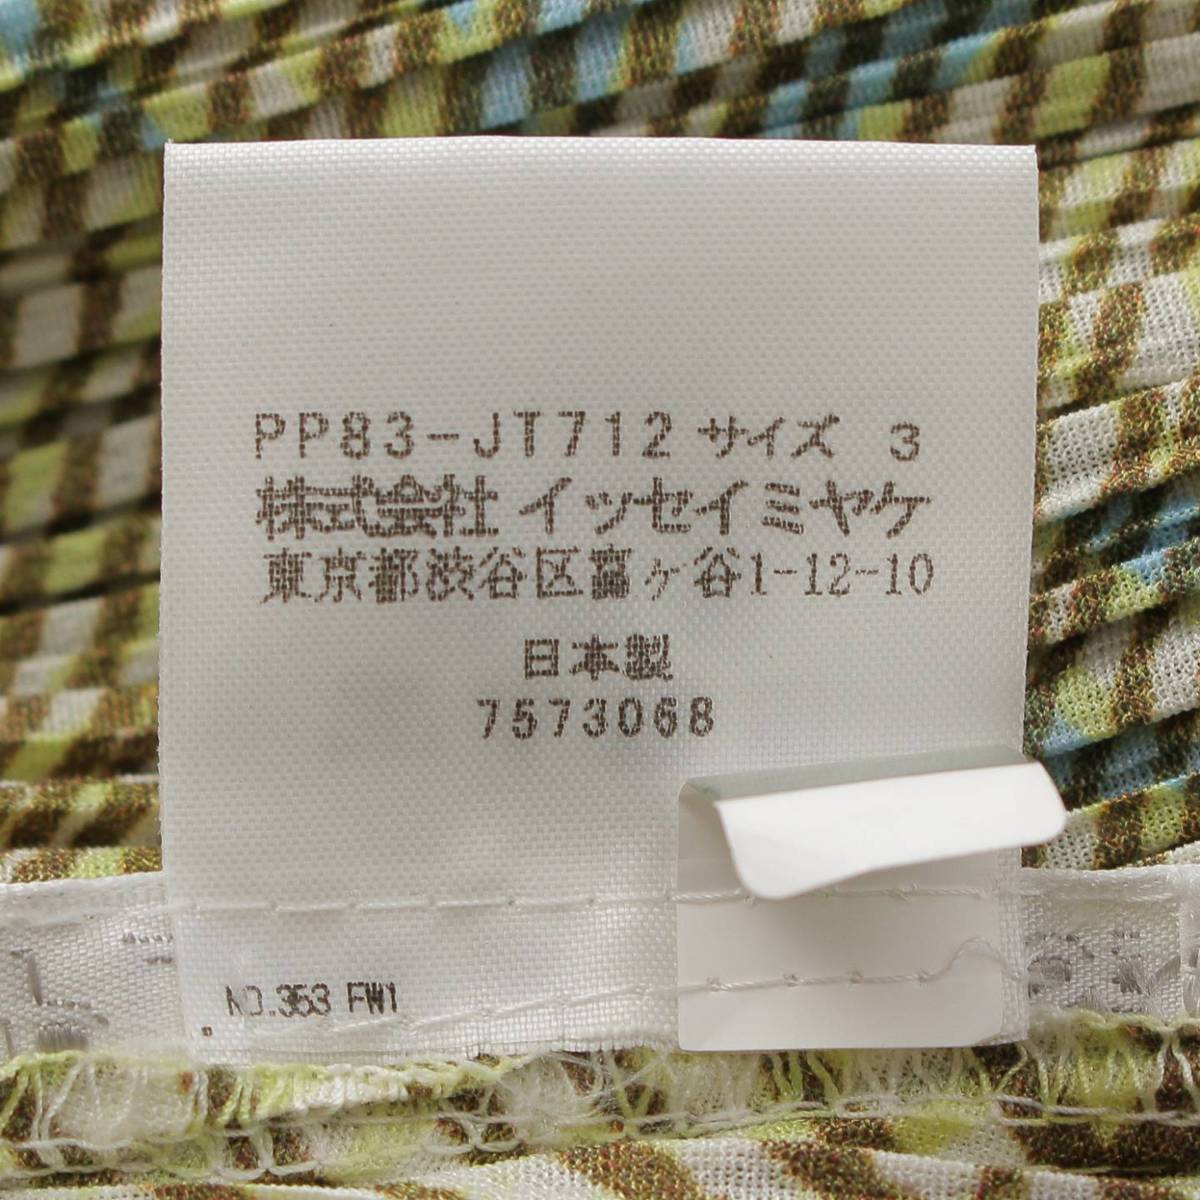 PP83-JT712 サイズ 3
株式会社 イッセイミヤケ
東京都渋谷区富ヶ谷1-12-10
日本製
7573068
NO.353 FW1